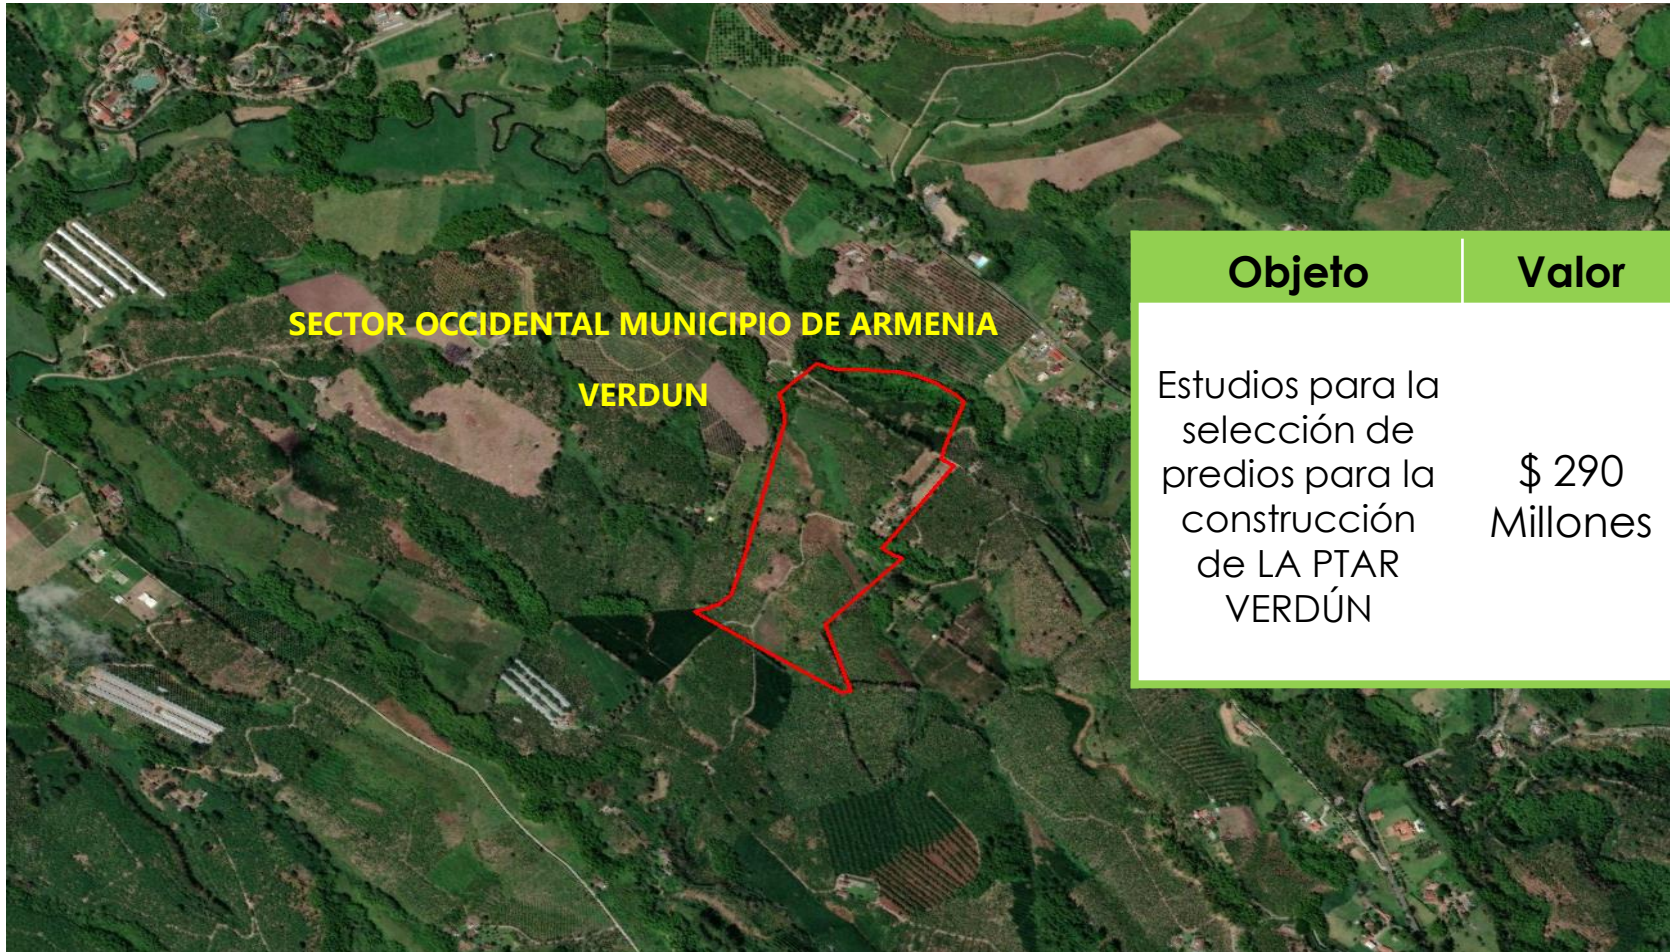 SECTOR OCCIDENTAL MUNICIPIO DE ARMENIA
VERDUN
Objeto
Valor
Estudios para la
selección de
predios para la
construcción
de LA PTAR
VERDÚN
$ 290
Millones